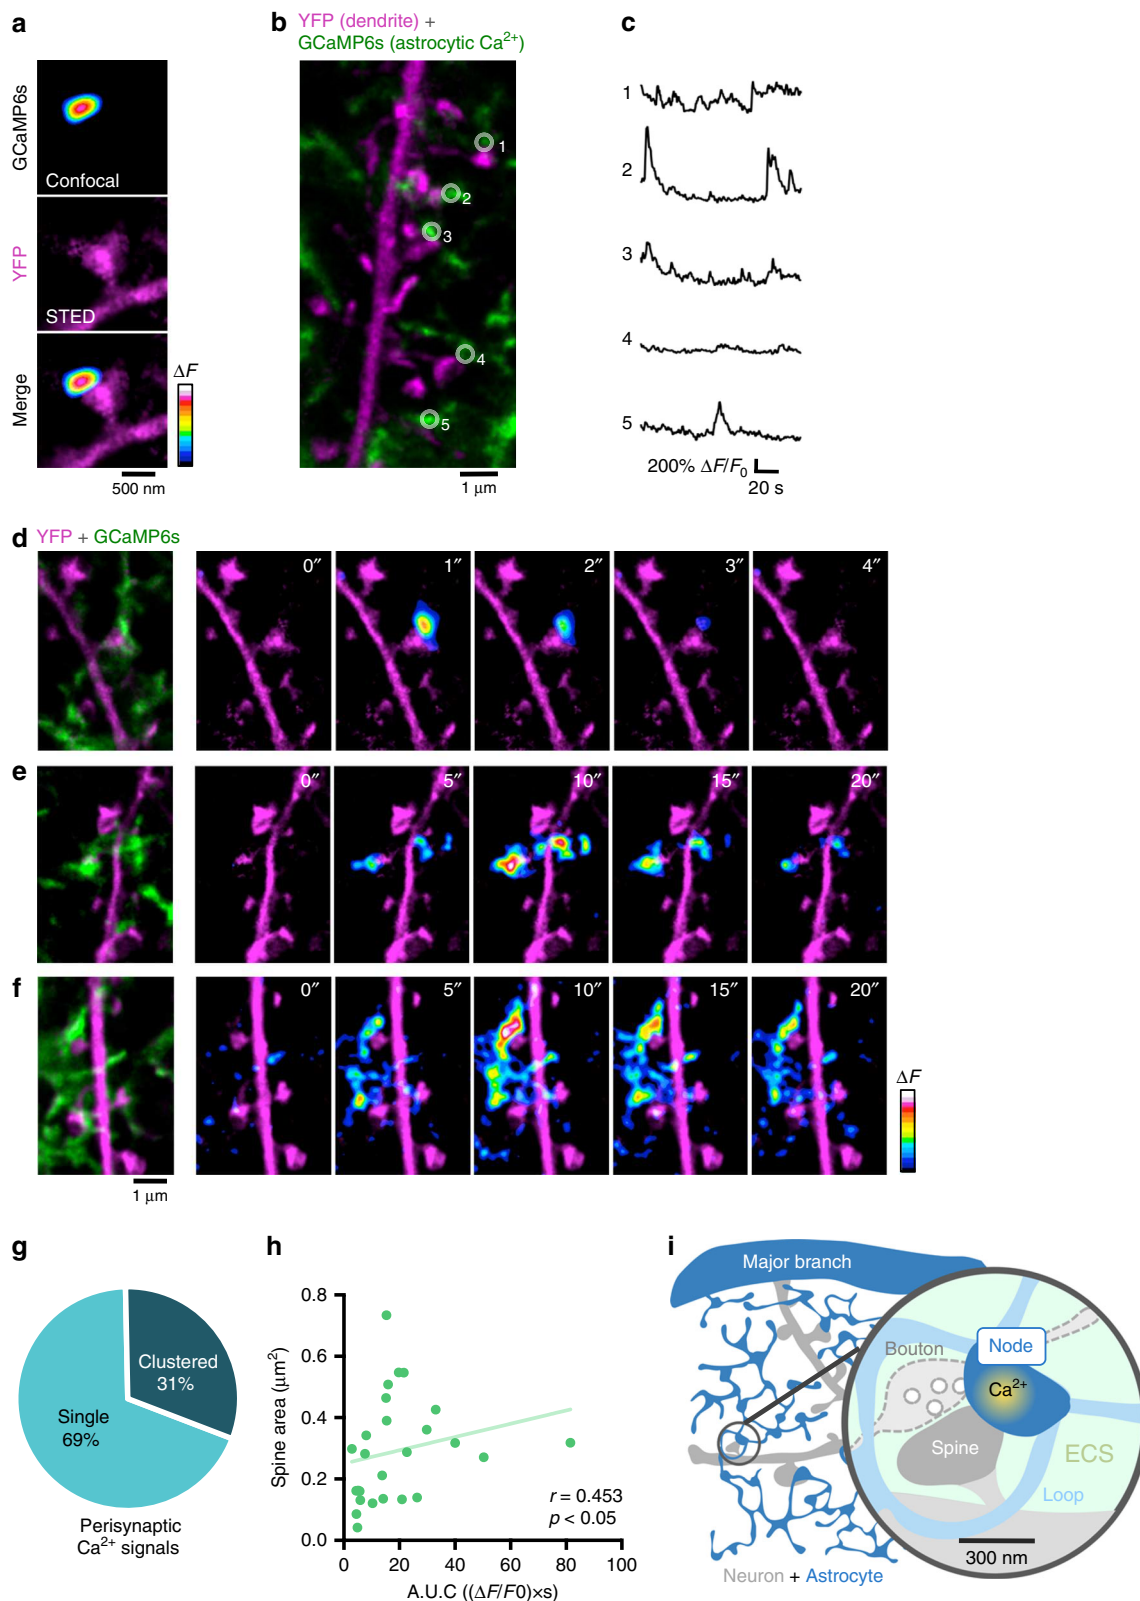 a
GCaMP6s
Confocal
YFP
STED
Merge
ΔF
500 nm
b
YFP (dendrite) +
GCaMP6s (astrocytic Ca²⁺)
1
2
3
4
5
1 μm
c
1
2
3
4
5
200% ΔF/F₀
20 s
d
YFP + GCaMP6s
0″
1″
2″
3″
4″
e
0″
5″
10″
15″
20″
f
0″
5″
10″
15″
20″
1 μm
ΔF
g
Clustered
31%
Single
69%
Perisynaptic
Ca²⁺ signals
h
Spine area (μm²)
0.8
0.6
0.4
0.2
0.0
r = 0.453
p < 0.05
0 20 40 60 80 100
A.U.C ((ΔF/F0)×s)
i
Major branch
Node
Bouton
Ca²⁺
Spine
ECS
Loop
300 nm
Neuron + Astrocyte